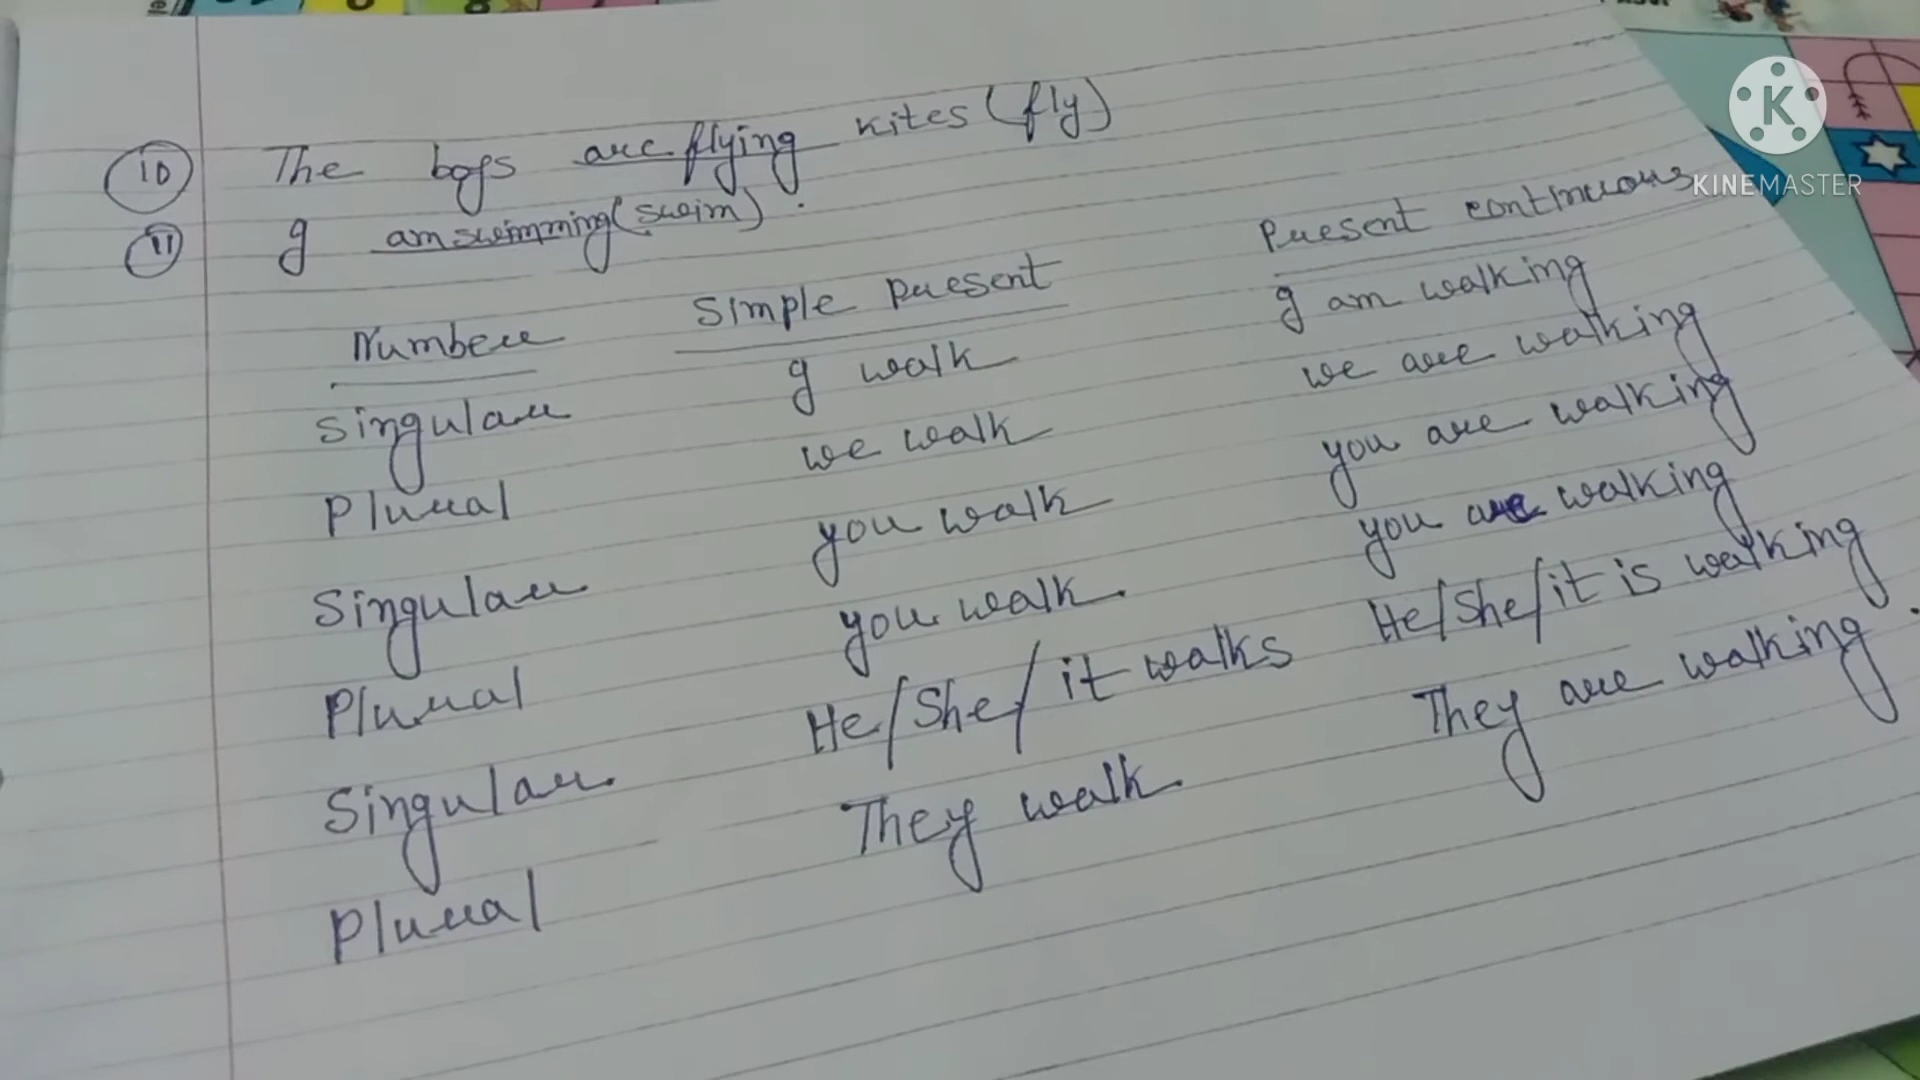 10 The boys are flying kites (fly)
11 I am swimming (swim).
Number Simple present Present continuous
Singular I walk I am walking
Plural we walk we are walking
Singular you walk you are walking
Plural you walk. you are walking
Singular. He/She/it walks He/She/it is walking
Plural They walk. They are walking.
K
KINEMASTER